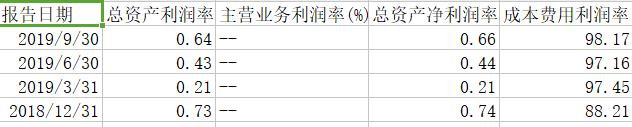 报告日期 总资产利润率 主营业务利润率(%) 总资产净利润率 成本费用利润率
2019/9/30 0.64 -- 0.66 98.17
2019/6/30 0.43 -- 0.44 97.16
2019/3/31 0.21 -- 0.21 97.45
2018/12/31 0.73 -- 0.74 88.21